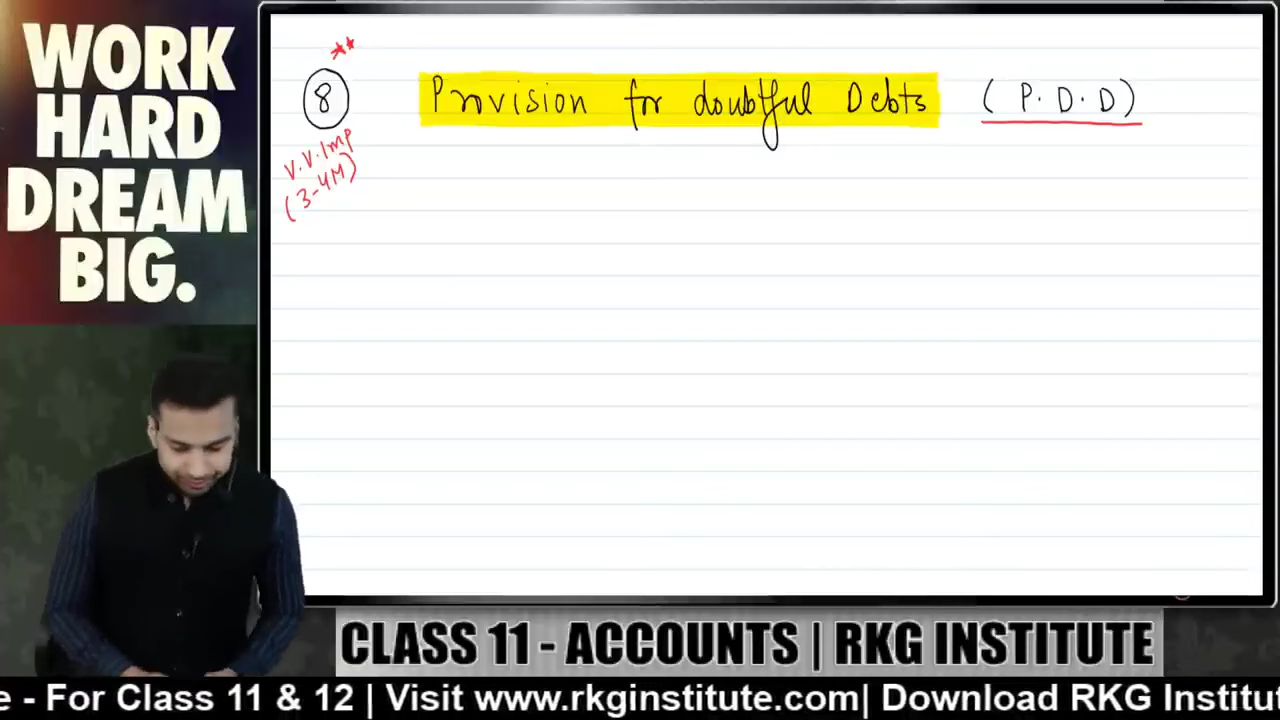 WORK
HARD
DREAM
BIG.
**
8 Provision for doubtful Debts (P.D.D)
V.V.Imp
(3-4M)
CLASS 11 - ACCOUNTS | RKG INSTITUTE
e - For Class 11 & 12 | Visit www.rkginstitute.com| Download RKG Institut